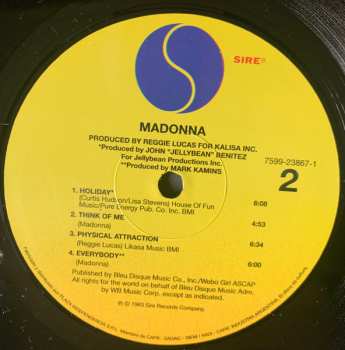 SIRE®
MADONNA
PRODUCED BY REGGIE LUCAS FOR KALISA INC.
*Produced by JOHN "JELLYBEAN" BENITEZ
For Jellybean Productions Inc.
**Produced by MARK KAMINS
7599-23867-1
2
1. HOLIDAY*
(Curtis Hudson/Lisa Stevens) House Of Fun
Music/Pure Energy Pub. Co. Inc. BMI 6:08
2. THINK OF ME
(Madonna) 4:53
3. PHYSICAL ATTRACTION
(Reggie Lucas) Likasa Music BMI 6:34
4. EVERYBODY**
(Madonna) 6:00
Published by Bleu Disque Music Co., Inc/Webo Girl ASCAP
All rights for the world on behalf of Bleu Disque Music Adm.
by WB Music Corp. except as indicated.
℗ © 1983 Sire Records Company